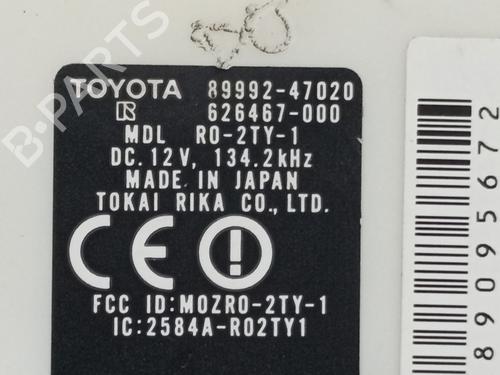 TOYOTA 89992-47020
R 626467-000
MDL RO-2TY-1
DC.12V, 134.2kHz
MADE IN JAPAN
TOKAI RIKA CO.,LTD.
CE
FCC ID:MOZRO-2TY-1
IC:2584A-RO2TY1
89095672
B-PARTS